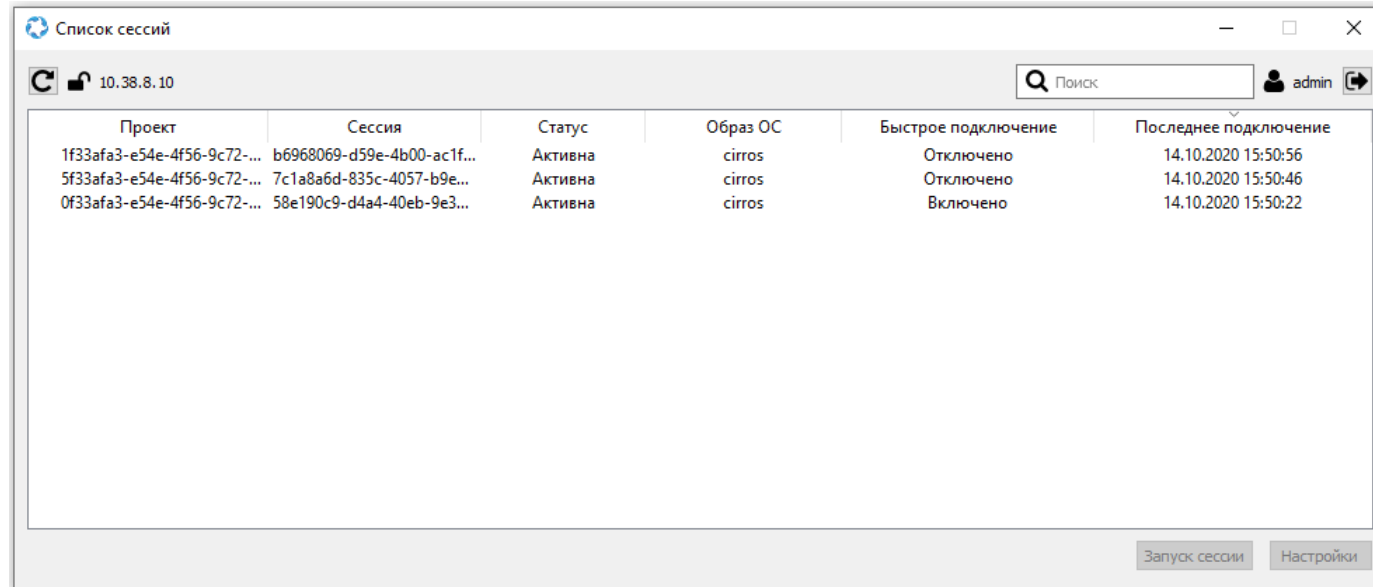 Список сессий
10.38.8.10 Поиск admin
Проект Сессия Статус Образ ОС Быстрое подключение Последнее подключение
1f33afa3-e54e-4f56-9c72-... b6968069-d59e-4b00-ac1f... Активна cirros Отключено 14.10.2020 15:50:56
5f33afa3-e54e-4f56-9c72-... 7c1a8a6d-835c-4057-b9e... Активна cirros Отключено 14.10.2020 15:50:46
0f33afa3-e54e-4f56-9c72-... 58e190c9-d4a4-40eb-9e3... Активна cirros Включено 14.10.2020 15:50:22
Запуск сессии Настройки